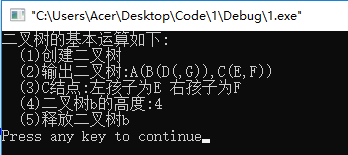 "C:\Users\Acer\Desktop\Code\1\Debug\1.exe"
二叉树的基本运算如下:
(1)创建二叉树
(2)输出二叉树:A(B(D(,G)),C(E,F))
(3)C结点:左孩子为E 右孩子为F
(4)二叉树b的高度:4
(5)释放二叉树b
Press any key to continue